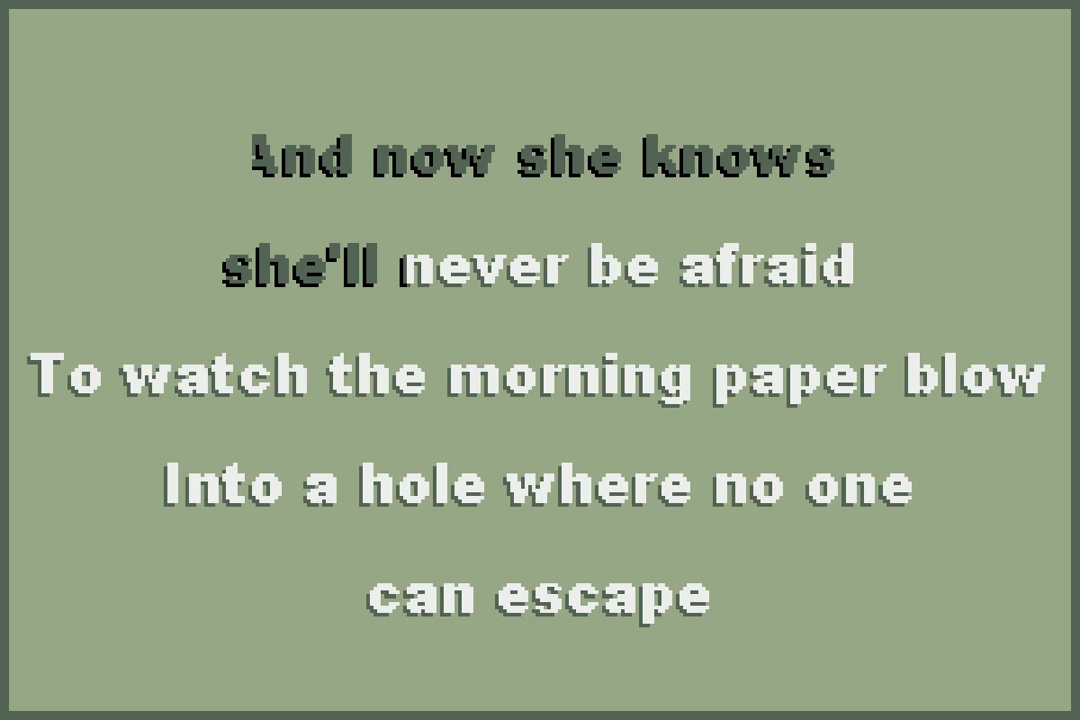 And now she knows
she'll never be afraid
To watch the morning paper blow
Into a hole where no one
can escape